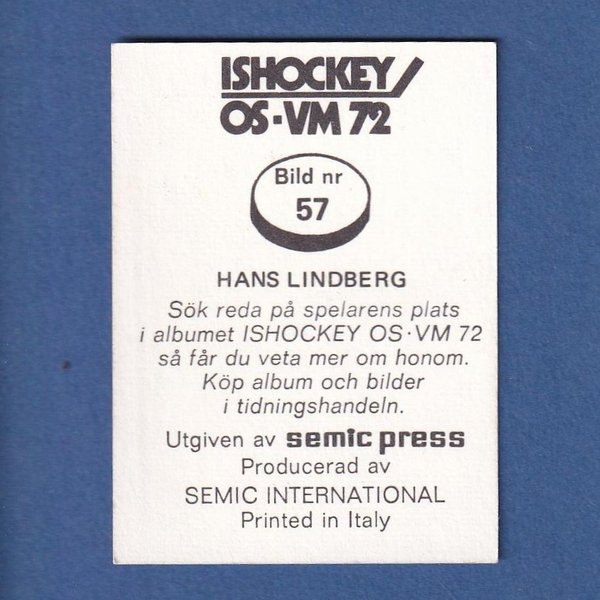 ISHOCKEY/
OS·VM 72
Bild nr
57
HANS LINDBERG
Sök reda på spelarens plats
i albumet ISHOCKEY OS·VM 72
så får du veta mer om honom.
Köp album och bilder
i tidningshandeln.
Utgiven av semic press
Producerad av
SEMIC INTERNATIONAL
Printed in Italy